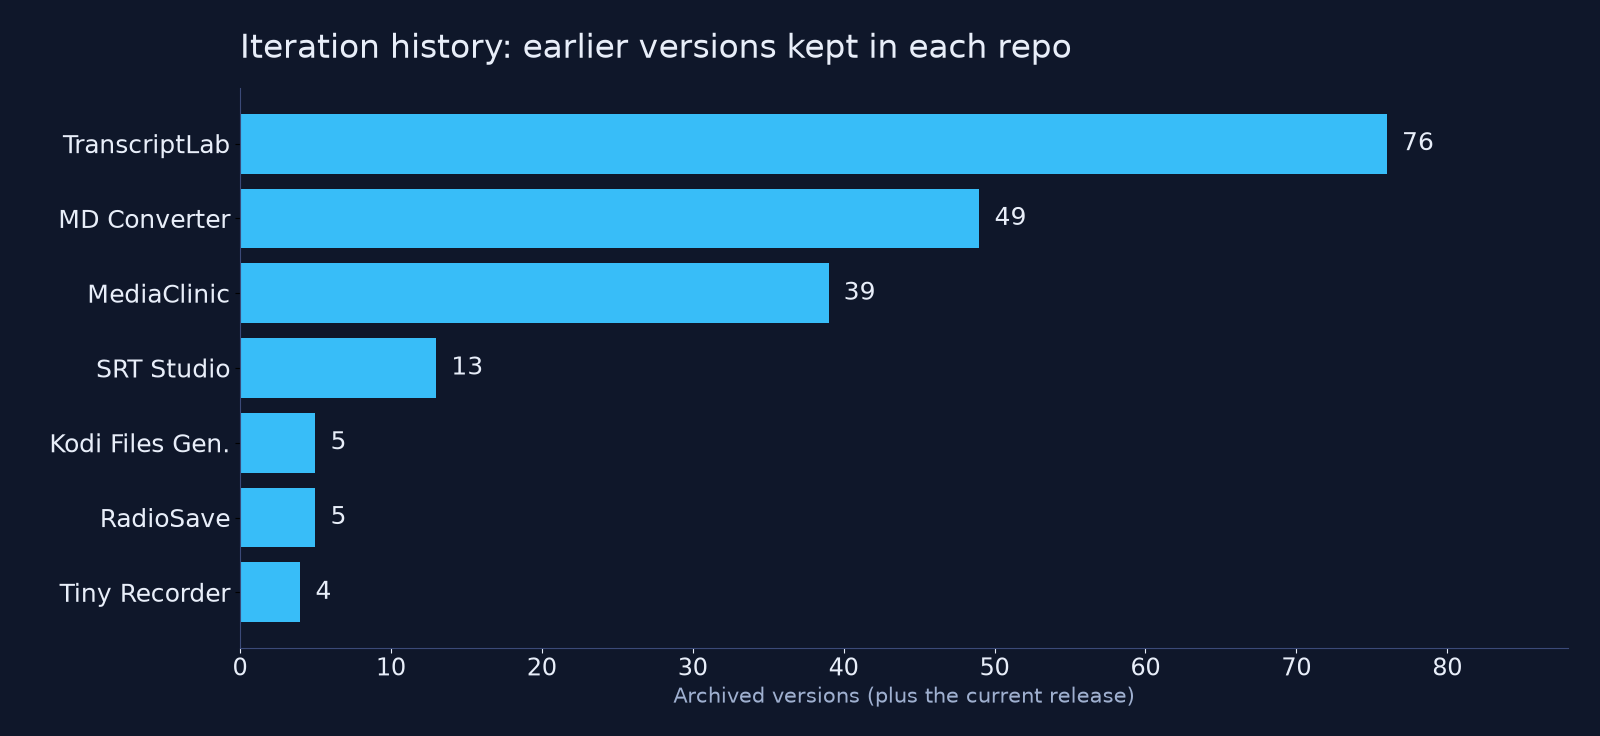 Iteration history: earlier versions kept in each repo
TranscriptLab 76
MD Converter 49
MediaClinic 39
SRT Studio 13
Kodi Files Gen. 5
RadioSave 5
Tiny Recorder 4
0 10 20 30 40 50 60 70 80
Archived versions (plus the current release)